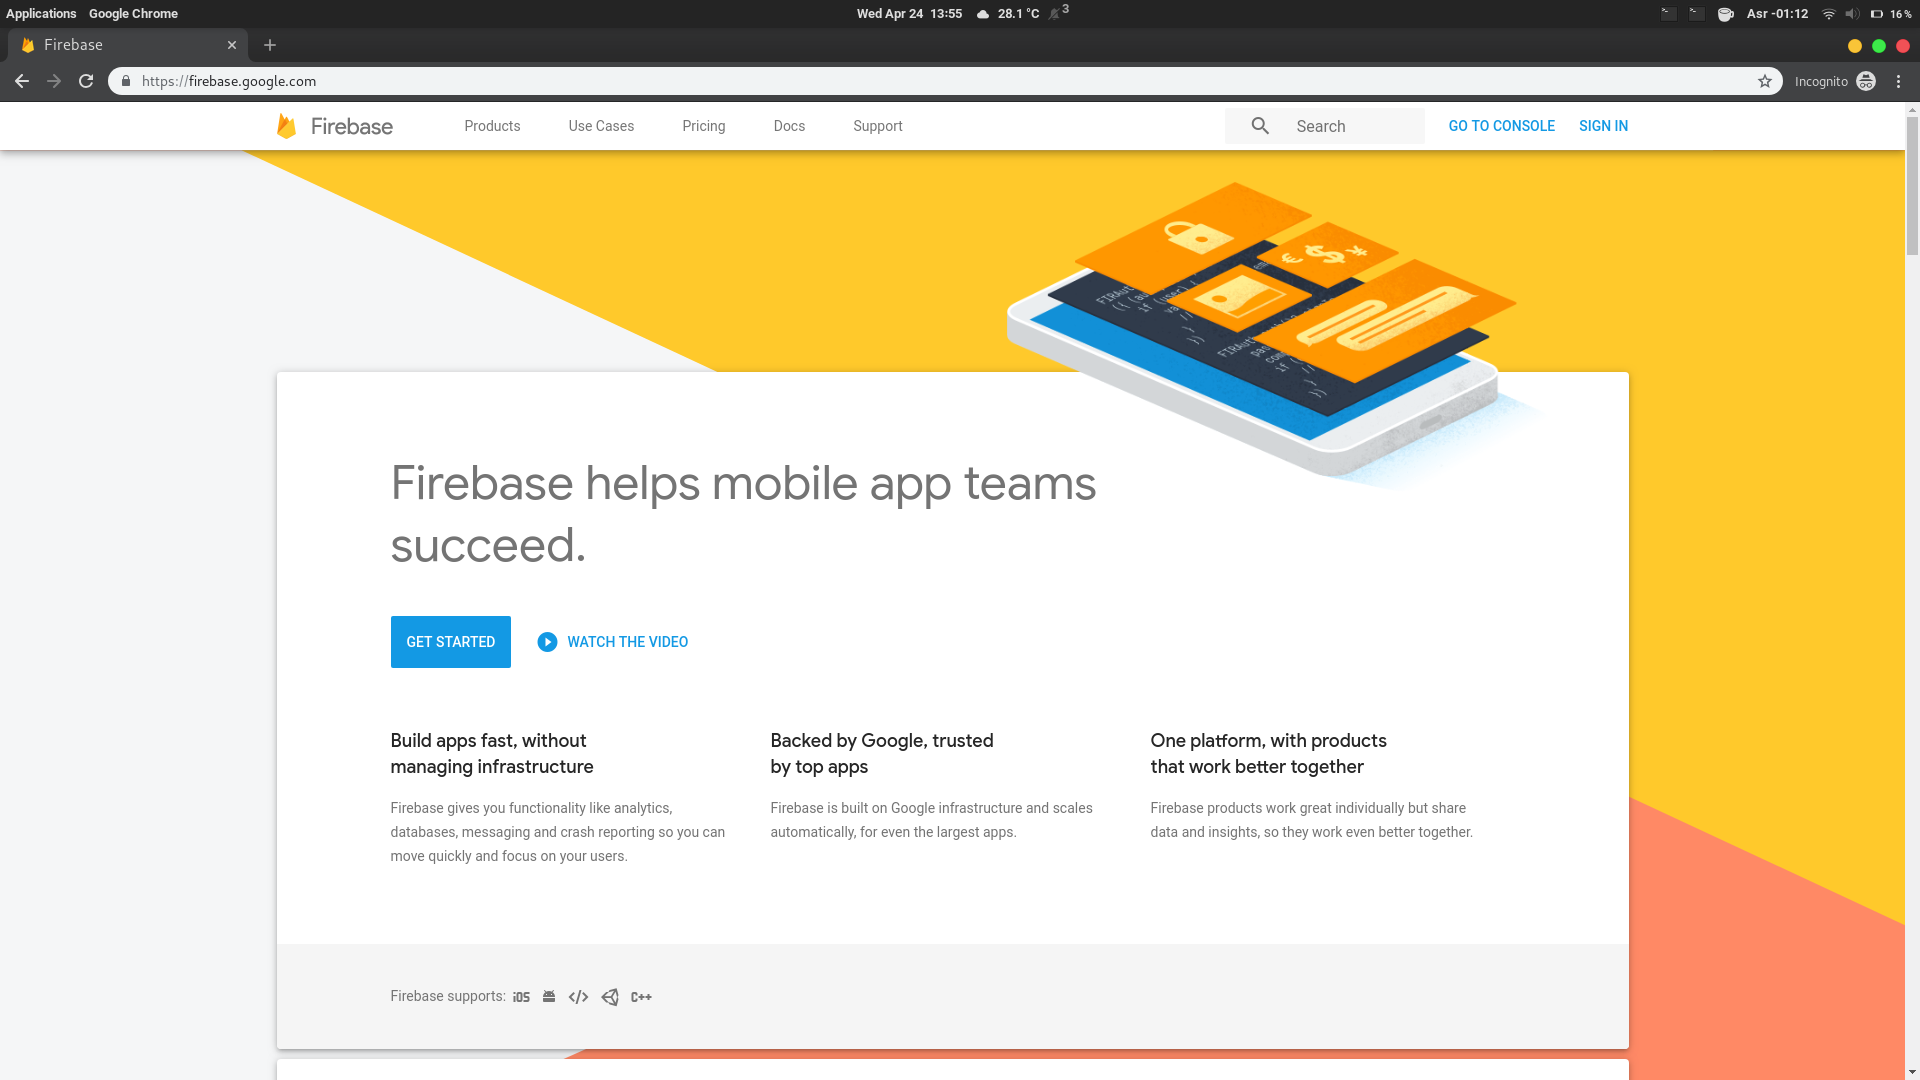 Applications Google Chrome Wed Apr 24 13:55 28.1 °C 3 Asr -01:12 16 %
Firebase
https://firebase.google.com Incognito
Firebase Products Use Cases Pricing Docs Support Search GO TO CONSOLE SIGN IN
Firebase helps mobile app teams
succeed.
GET STARTED WATCH THE VIDEO
Build apps fast, without
managing infrastructure
Firebase gives you functionality like analytics,
databases, messaging and crash reporting so you can
move quickly and focus on your users.
Backed by Google, trusted
by top apps
Firebase is built on Google infrastructure and scales
automatically, for even the largest apps.
One platform, with products
that work better together
Firebase products work great individually but share
data and insights, so they work even better together.
Firebase supports: iOS </> C++